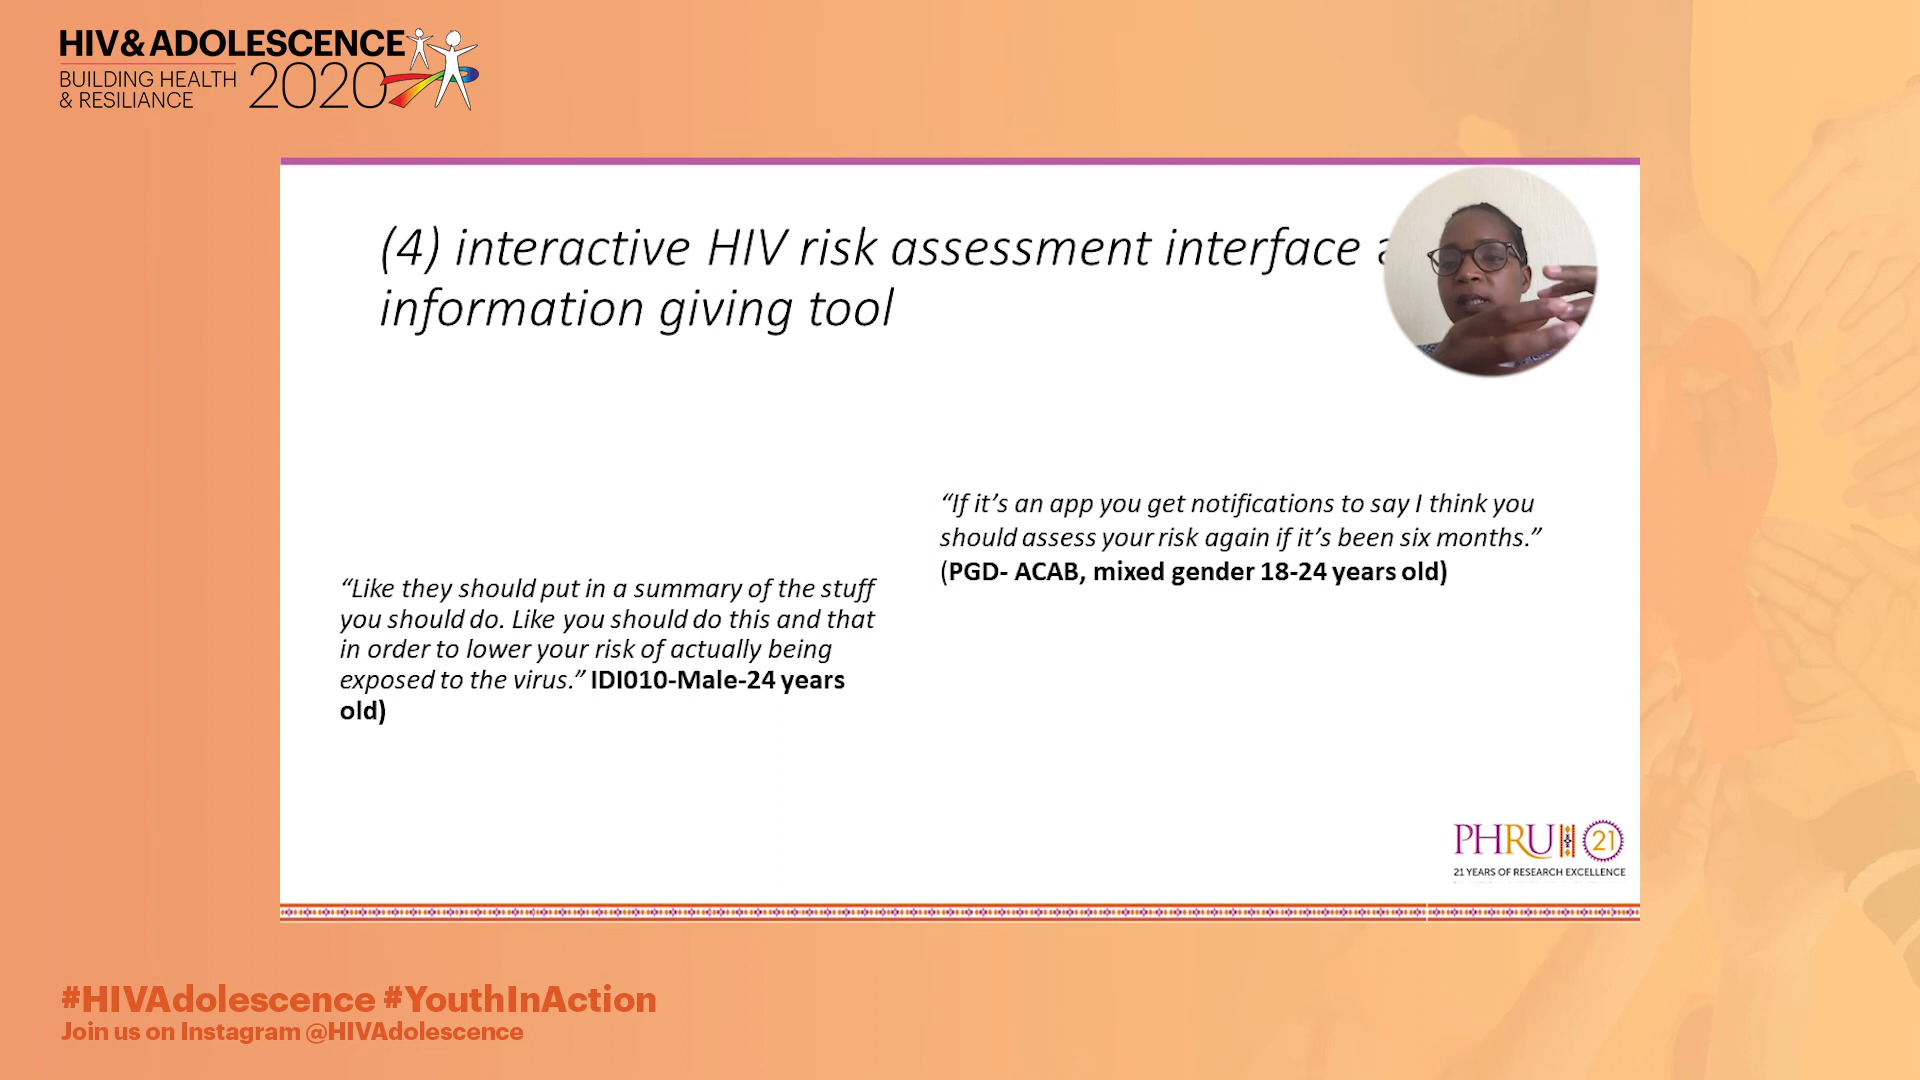 HIV & ADOLESCENCE
BUILDING HEALTH
& RESILIANCE
2020
(4) interactive HIV risk assessment interface
information giving tool
“If it’s an app you get notifications to say I think you
should assess your risk again if it’s been six months.”
(PGD- ACAB, mixed gender 18-24 years old)
“Like they should put in a summary of the stuff
you should do. Like you should do this and that
in order to lower your risk of actually being
exposed to the virus.” IDI010-Male-24 years
old)
PHRU 21
21 YEARS OF RESEARCH EXCELLENCE
#HIVAdolescence #YouthInAction
Join us on Instagram @HIVAdolescence